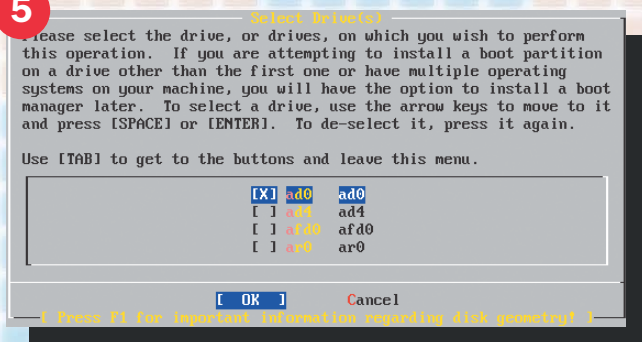 5
Select Drive(s)
Please select the drive, or drives, on which you wish to perform
this operation.  If you are attempting to install a boot partition
on a drive other than the first one or have multiple operating
systems on your machine, you will have the option to install a boot
manager later.  To select a drive, use the arrow keys to move to it
and press [SPACE] or [ENTER].  To de-select it, press it again.
Use [TAB] to get to the buttons and leave this menu.
[X] ad0 ad0
[ ] ad4 ad4
[ ] afd0 afd0
[ ] ar0 ar0
[ OK ] Cancel
[ Press F1 for important information regarding disk geometry! ]